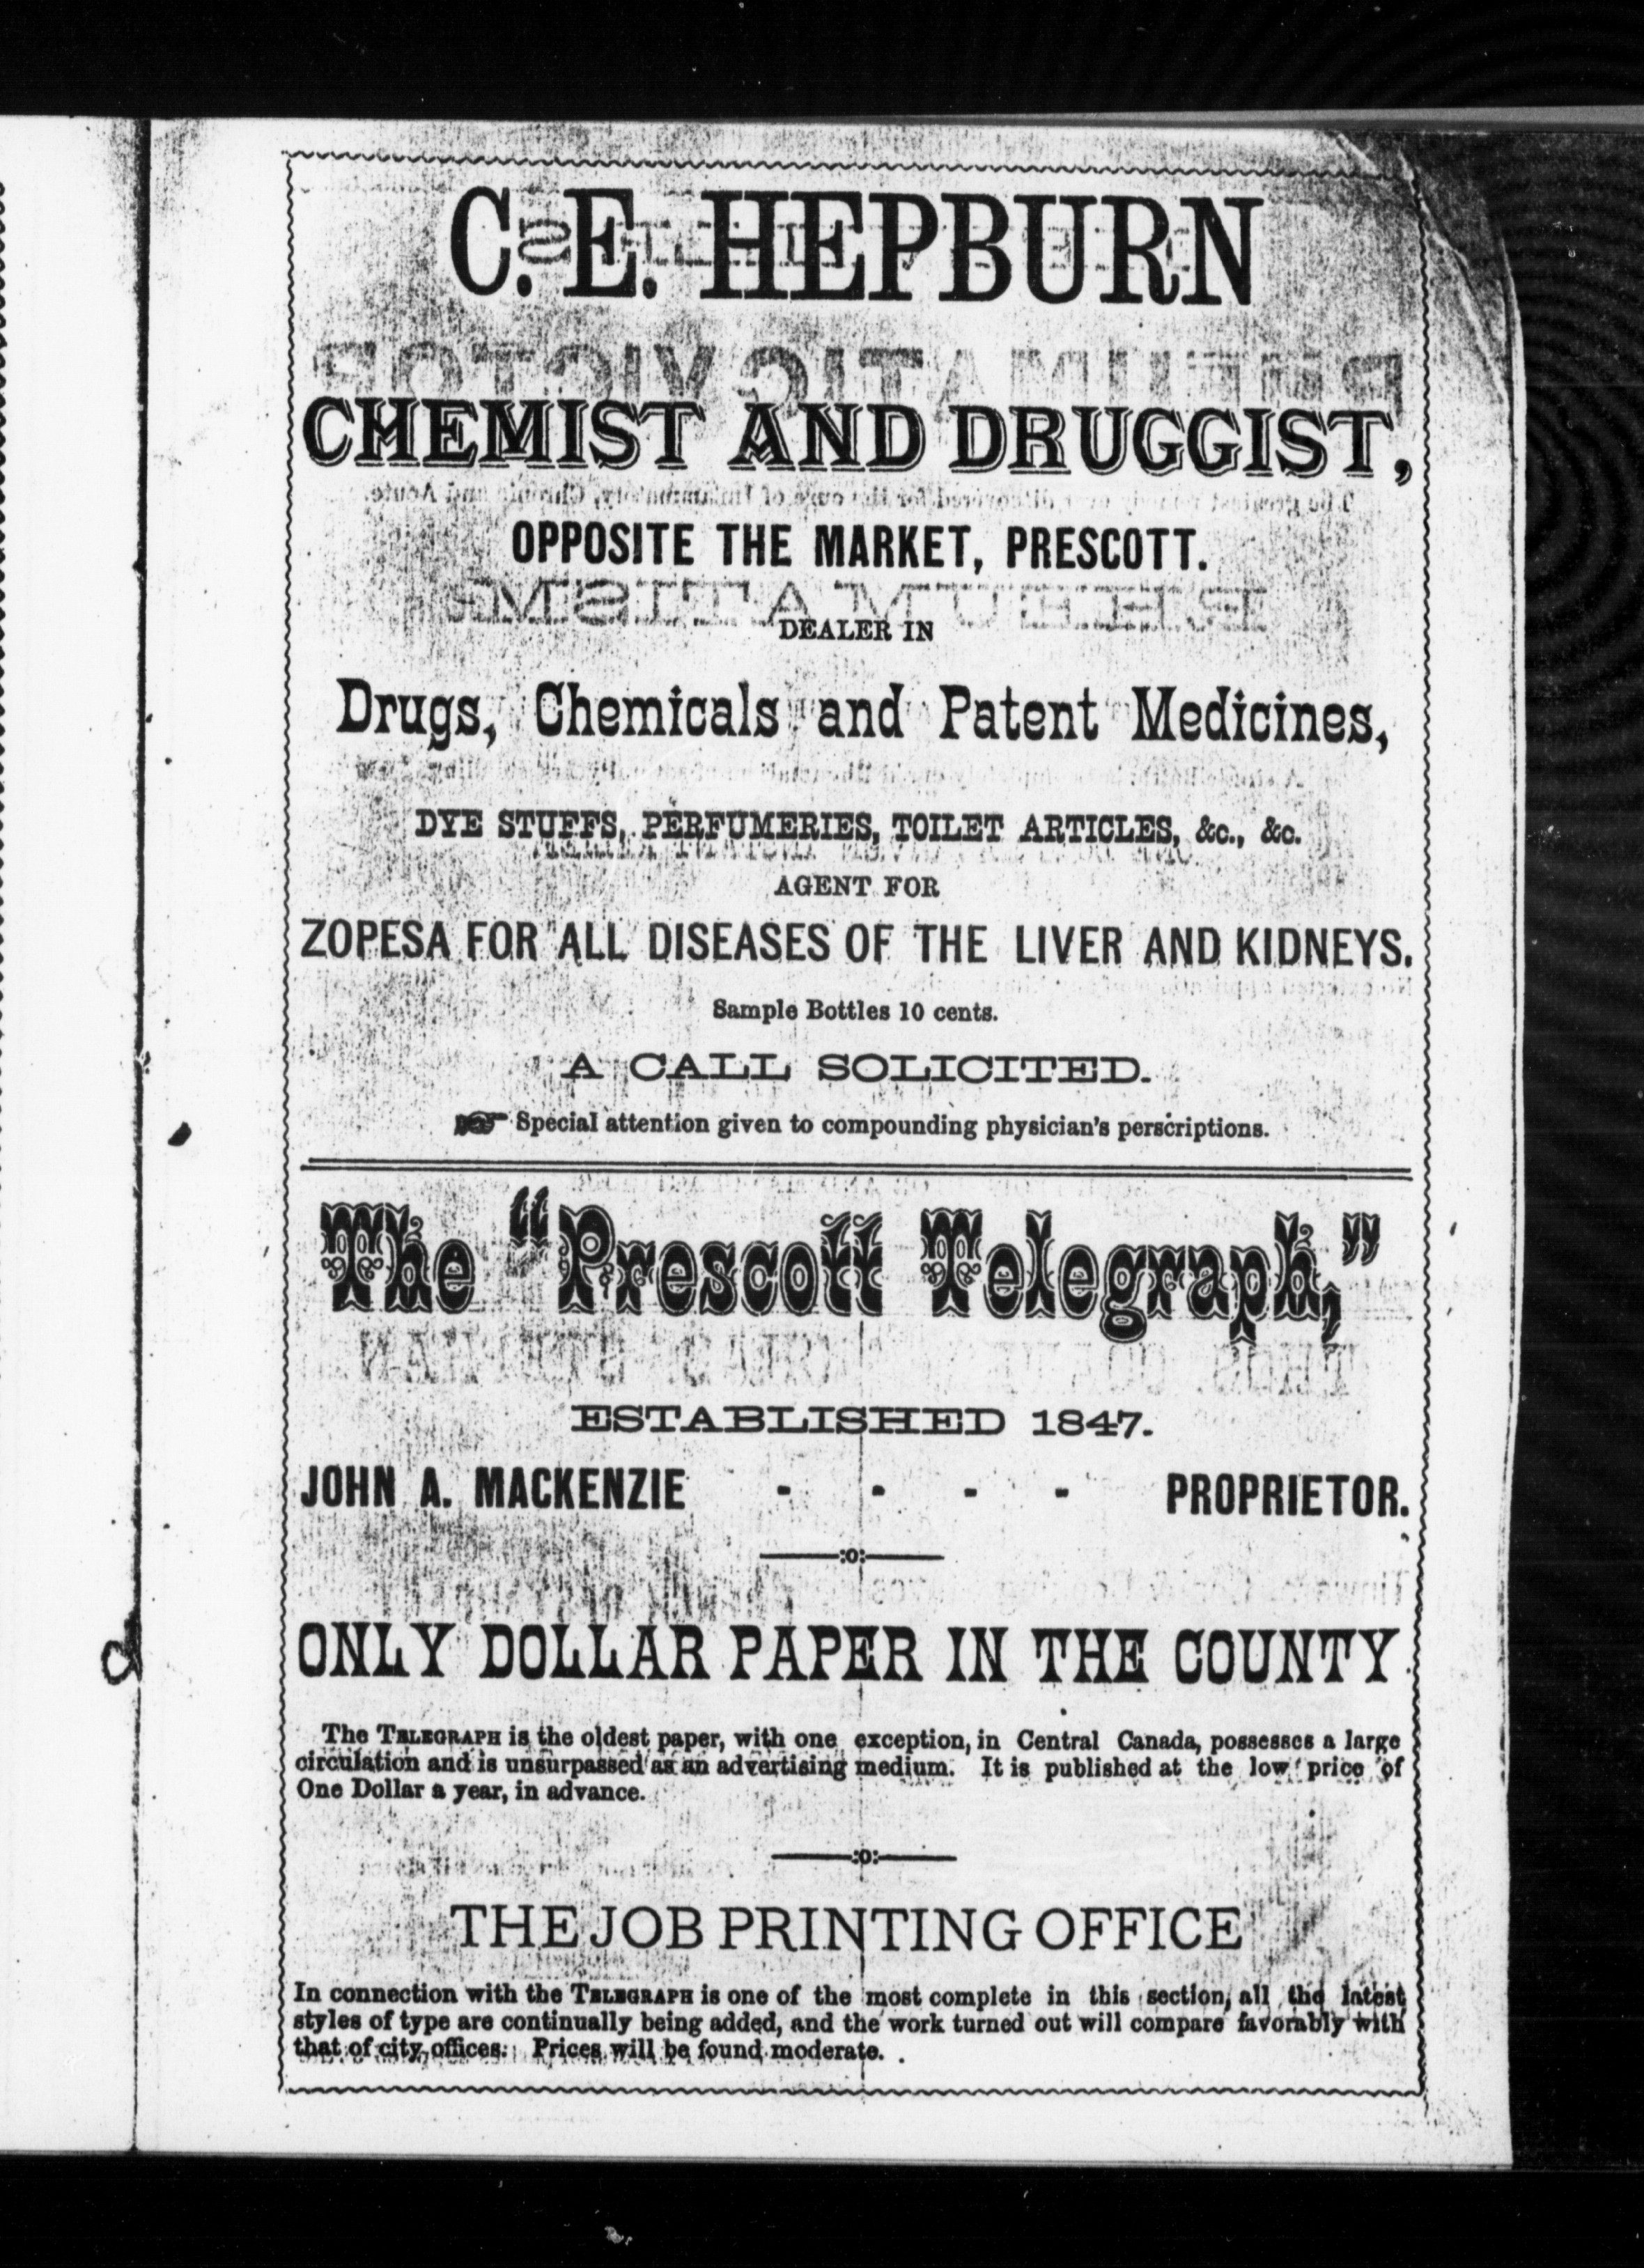 C. E. HEPBURN
CHEMIST AND DRUGGIST,
OPPOSITE THE MARKET, PRESCOTT.
DEALER IN
Drugs, Chemicals and Patent Medicines,
DYE STUFFS, PERFUMERIES, TOILET ARTICLES, &c., &c.
AGENT FOR
ZOPESA FOR ALL DISEASES OF THE LIVER AND KIDNEYS.
Sample Bottles 10 cents.
A CALL SOLICITED.
☞ Special attention given to compounding physician's perscriptions.
The "Prescott Telegraph,"
ESTABLISHED 1847.
JOHN A. MACKENZIE - - - - PROPRIETOR.
:o:
ONLY DOLLAR PAPER IN THE COUNTY
The TELEGRAPH is the oldest paper, with one exception, in Central Canada, possesses a large
circulation and is unsurpassed as an advertising medium. It is published at the low price of
One Dollar a year, in advance.
:o:
THE JOB PRINTING OFFICE
In connection with the TELEGRAPH is one of the most complete in this section, all the latest
styles of type are continually being added, and the work turned out will compare favorably with
that of city offices. Prices will be found moderate.